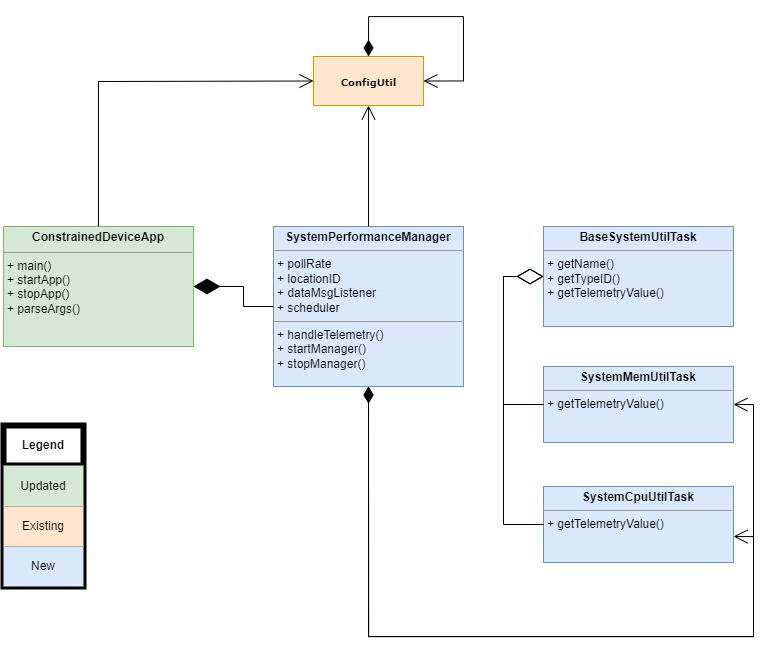 ConfigUtil
ConstrainedDeviceApp
+ main()
+ startApp()
+ stopApp()
+ parseArgs()
SystemPerformanceManager
+ pollRate
+ locationID
+ dataMsgListener
+ scheduler
+ handleTelemetry()
+ startManager()
+ stopManager()
BaseSystemUtilTask
+ getName()
+ getTypeID()
+ getTelemetryValue()
SystemMemUtilTask
+ getTelemetryValue()
SystemCpuUtilTask
+ getTelemetryValue()
Legend
Updated
Existing
New